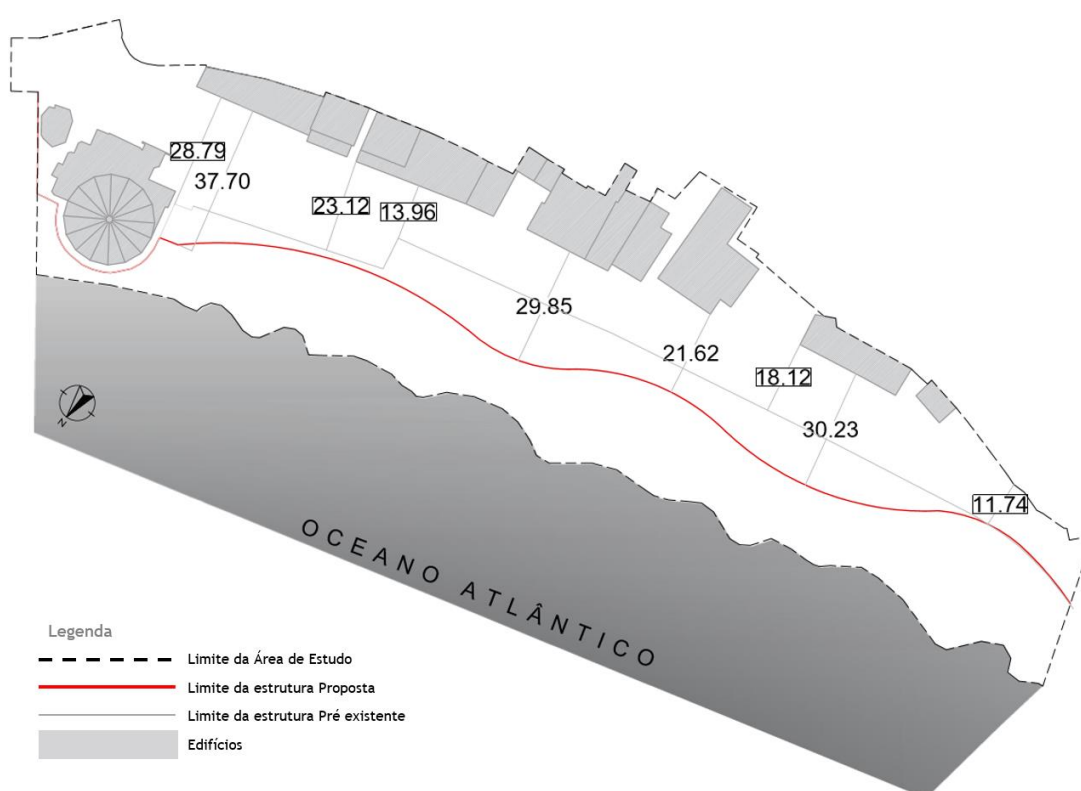 28.79
37.70
23.12
13.96
29.85
21.62
18.12
30.23
11.74
N
OCEANO ATLÂNTICO
Legenda
Limite da Área de Estudo
Limite da estrutura Proposta
Limite da estrutura Pré existente
Edifícios